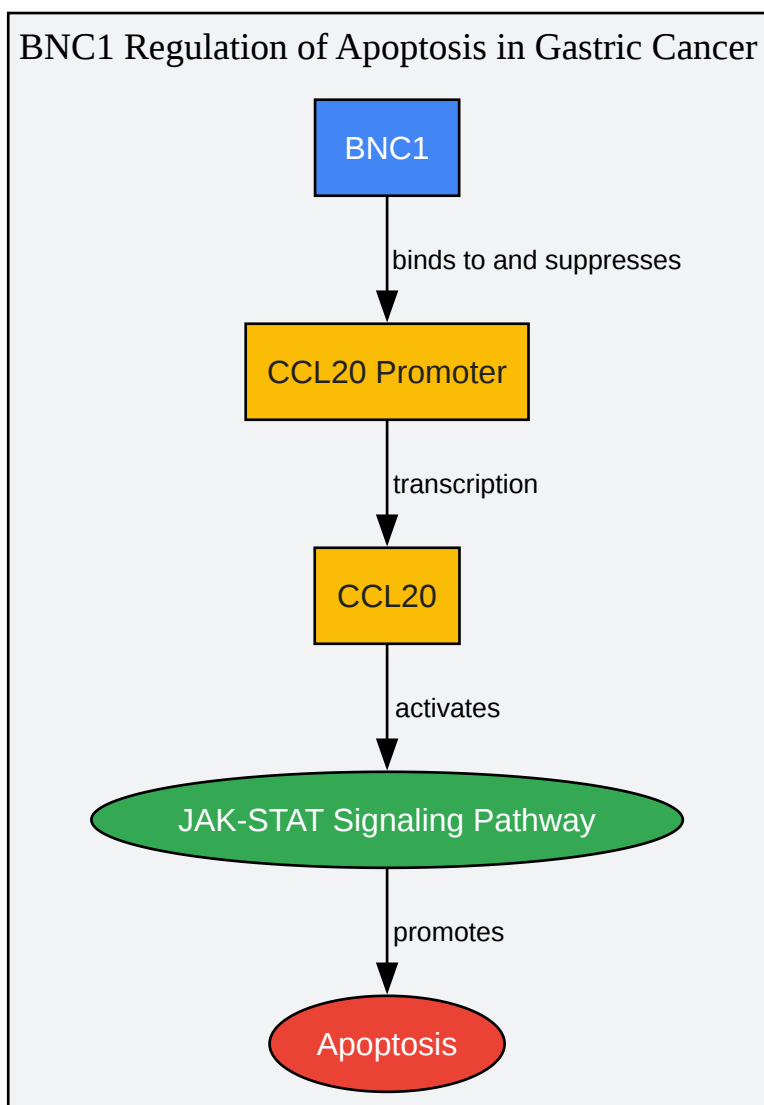 BNC1 Regulation of Apoptosis in Gastric Cancer
BNC1
binds to and suppresses
CCL20 Promoter
transcription
CCL20
activates
JAK-STAT Signaling Pathway
promotes
Apoptosis